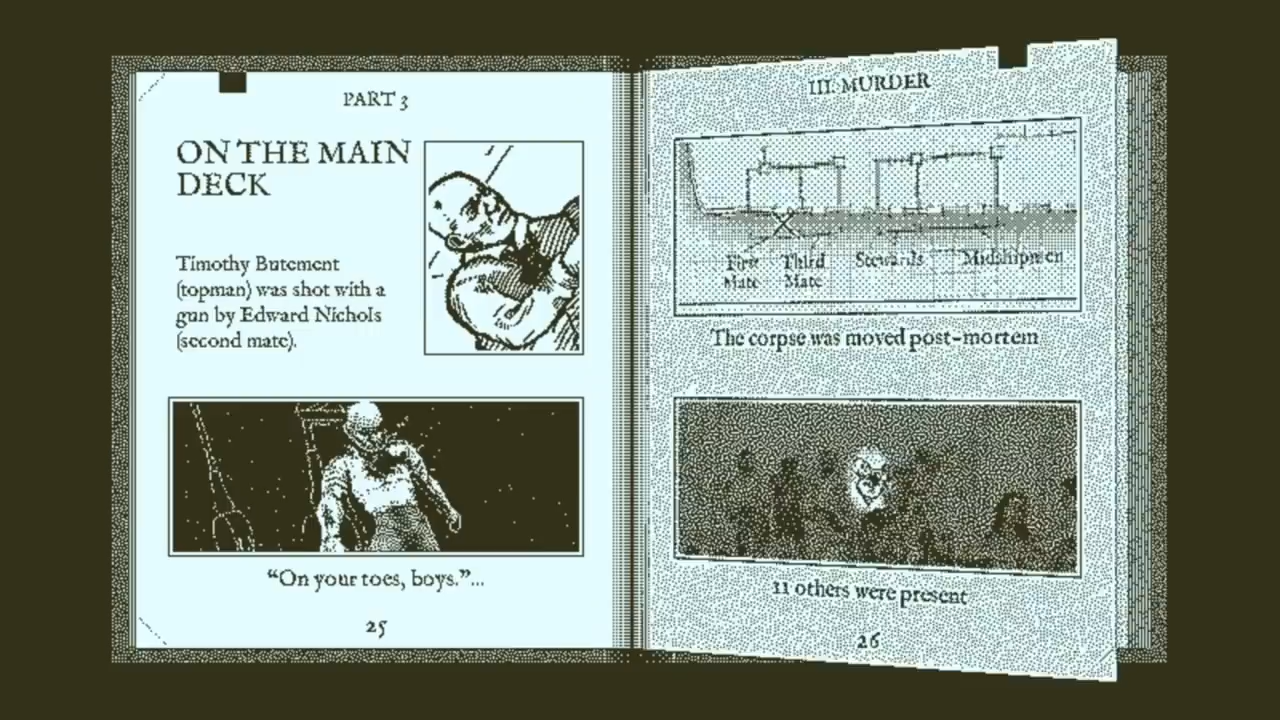 PART 3
ON THE MAIN
DECK
Timothy Butement
(topman) was shot with a
gun by Edward Nichols
(second mate).
“On your toes, boys.”...
25
III. MURDER
First Third Stewards Midshipmen
Mate Mate
The corpse was moved post-mortem
11 others were present
26